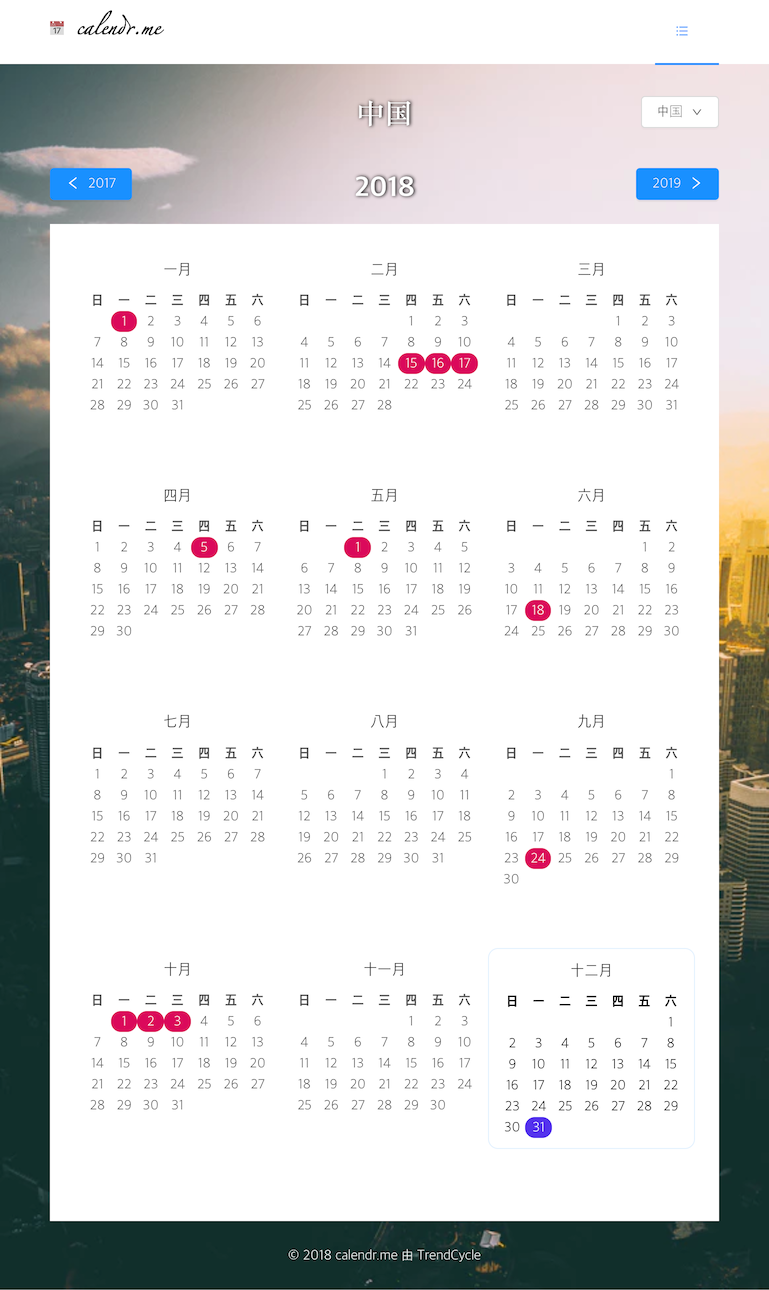 17 calendr.me
中国 中国
2017 2018 2019
一月 二月 三月
日 一 二 三 四 五 六 日 一 二 三 四 五 六 日 一 二 三 四 五 六
1 2 3 4 5 6 1 2 3 1 2 3
7 8 9 10 11 12 13 4 5 6 7 8 9 10 4 5 6 7 8 9 10
14 15 16 17 18 19 20 11 12 13 14 15 16 17 11 12 13 14 15 16 17
21 22 23 24 25 26 27 18 19 20 21 22 23 24 18 19 20 21 22 23 24
28 29 30 31 25 26 27 28 25 26 27 28 29 30 31
四月 五月 六月
日 一 二 三 四 五 六 日 一 二 三 四 五 六 日 一 二 三 四 五 六
1 2 3 4 5 6 7 1 2 3 4 5 1 2
8 9 10 11 12 13 14 6 7 8 9 10 11 12 3 4 5 6 7 8 9
15 16 17 18 19 20 21 13 14 15 16 17 18 19 10 11 12 13 14 15 16
22 23 24 25 26 27 28 20 21 22 23 24 25 26 17 18 19 20 21 22 23
29 30 27 28 29 30 31 24 25 26 27 28 29 30
七月 八月 九月
日 一 二 三 四 五 六 日 一 二 三 四 五 六 日 一 二 三 四 五 六
1 2 3 4 5 6 7 1 2 3 4 1
8 9 10 11 12 13 14 5 6 7 8 9 10 11 2 3 4 5 6 7 8
15 16 17 18 19 20 21 12 13 14 15 16 17 18 9 10 11 12 13 14 15
22 23 24 25 26 27 28 19 20 21 22 23 24 25 16 17 18 19 20 21 22
29 30 31 26 27 28 29 30 31 23 24 25 26 27 28 29
30
十月 十一月 十二月
日 一 二 三 四 五 六 日 一 二 三 四 五 六 日 一 二 三 四 五 六
1 2 3 4 5 6 1 2 3 1
7 8 9 10 11 12 13 4 5 6 7 8 9 10 2 3 4 5 6 7 8
14 15 16 17 18 19 20 11 12 13 14 15 16 17 9 10 11 12 13 14 15
21 22 23 24 25 26 27 18 19 20 21 22 23 24 16 17 18 19 20 21 22
28 29 30 31 25 26 27 28 29 30 23 24 25 26 27 28 29
30 31
© 2018 calendr.me 由 TrendCycle